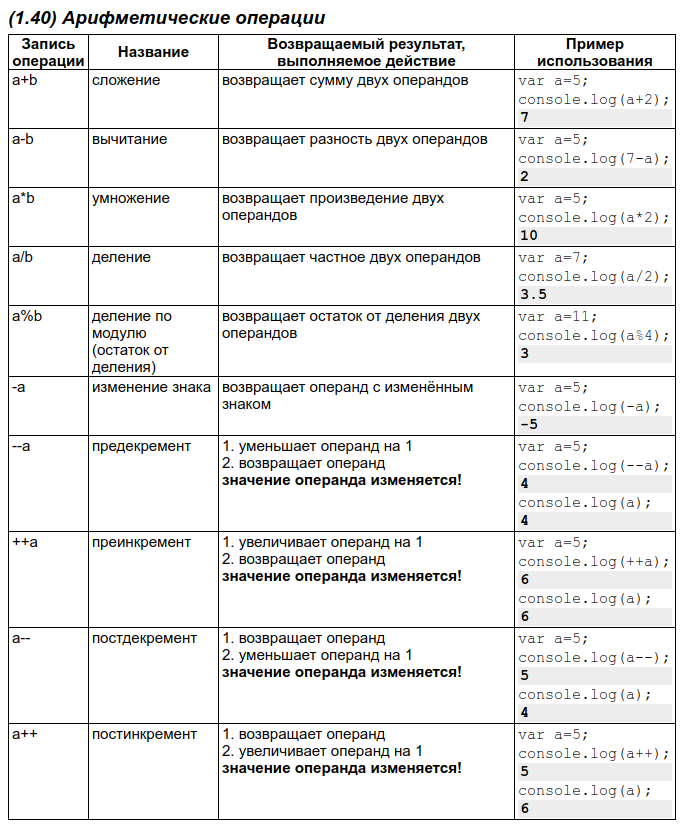 (1.40) Арифметические операции
Запись операции | Название | Возвращаемый результат, выполняемое действие | Пример использования
a+b | сложение | возвращает сумму двух операндов | var a=5;
console.log(a+2);
7
a-b | вычитание | возвращает разность двух операндов | var a=5;
console.log(7-a);
2
a*b | умножение | возвращает произведение двух операндов | var a=5;
console.log(a*2);
10
a/b | деление | возвращает частное двух операндов | var a=7;
console.log(a/2);
3.5
a%b | деление по модулю (остаток от деления) | возвращает остаток от деления двух операндов | var a=11;
console.log(a%4);
3
-a | изменение знака | возвращает операнд с изменённым знаком | var a=5;
console.log(-a);
-5
--a | предекремент | 1. уменьшает операнд на 1
2. возвращает операнд
значение операнда изменяется!
var a=5;
console.log(--a);
4
console.log(a);
4
++a | преинкремент | 1. увеличивает операнд на 1
2. возвращает операнд
значение операнда изменяется!
var a=5;
console.log(++a);
6
console.log(a);
6
a-- | постдекремент | 1. возвращает операнд
2. уменьшает операнд на 1
значение операнда изменяется!
var a=5;
console.log(a--);
5
console.log(a);
4
a++ | постинкремент | 1. возвращает операнд
2. увеличивает операнд на 1
значение операнда изменяется!
var a=5;
console.log(a++);
5
console.log(a);
6